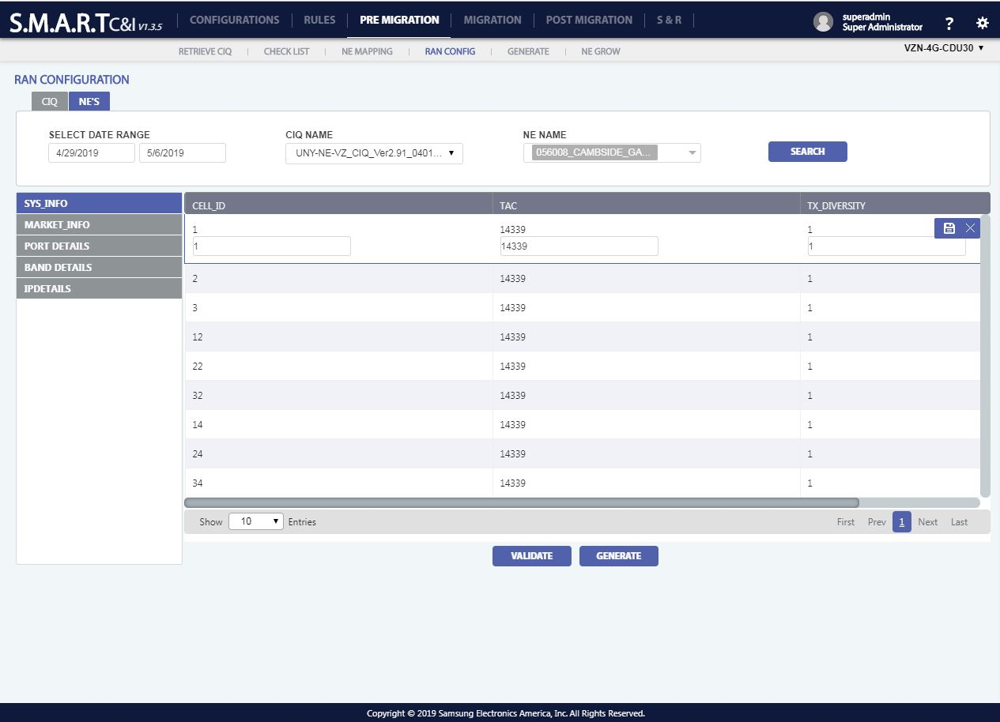 S.M.A.R.T C&I V1.3.5
CONFIGURATIONS RULES PRE MIGRATION MIGRATION POST MIGRATION S & R
superadmin
Super Administrator
?
RETRIEVE CIQ CHECK LIST NE MAPPING RAN CONFIG GENERATE NE GROW
VZN-4G-CDU30
RAN CONFIGURATION
CIQ NE'S
SELECT DATE RANGE CIQ NAME NE NAME
4/29/2019 5/6/2019 UNY-NE-VZ_CIQ_Ver2.91_0401... 056008_CAMBSIDE_GA... SEARCH
SYS_INFO
MARKET_INFO
PORT DETAILS
BAND DETAILS
IPDETAILS
CELL_ID TAC TX_DIVERSITY
1 14339 1
1 14339 1
2 14339 1
3 14339 1
12 14339 1
22 14339 1
32 14339 1
14 14339 1
24 14339 1
34 14339 1
Show 10 Entries First Prev 1 Next Last
VALIDATE GENERATE
Copyright © 2019 Samsung Electronics America, Inc. All Rights Reserved.